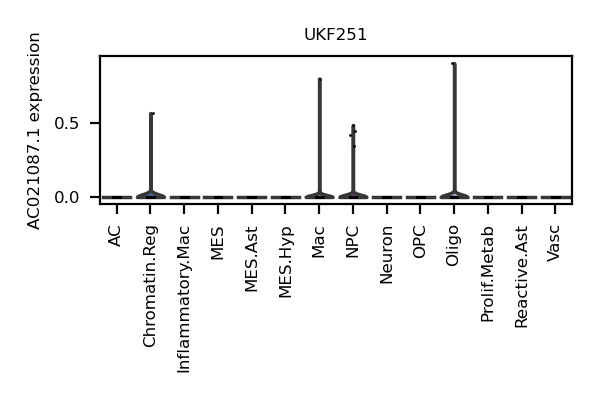 UKF251
AC021087.1 expression
0.5
0.0
AC
Chromatin.Reg
Inflammatory.Mac
MES
MES.Ast
MES.Hyp
Mac
NPC
Neuron
OPC
Oligo
Prolif.Metab
Reactive.Ast
Vasc